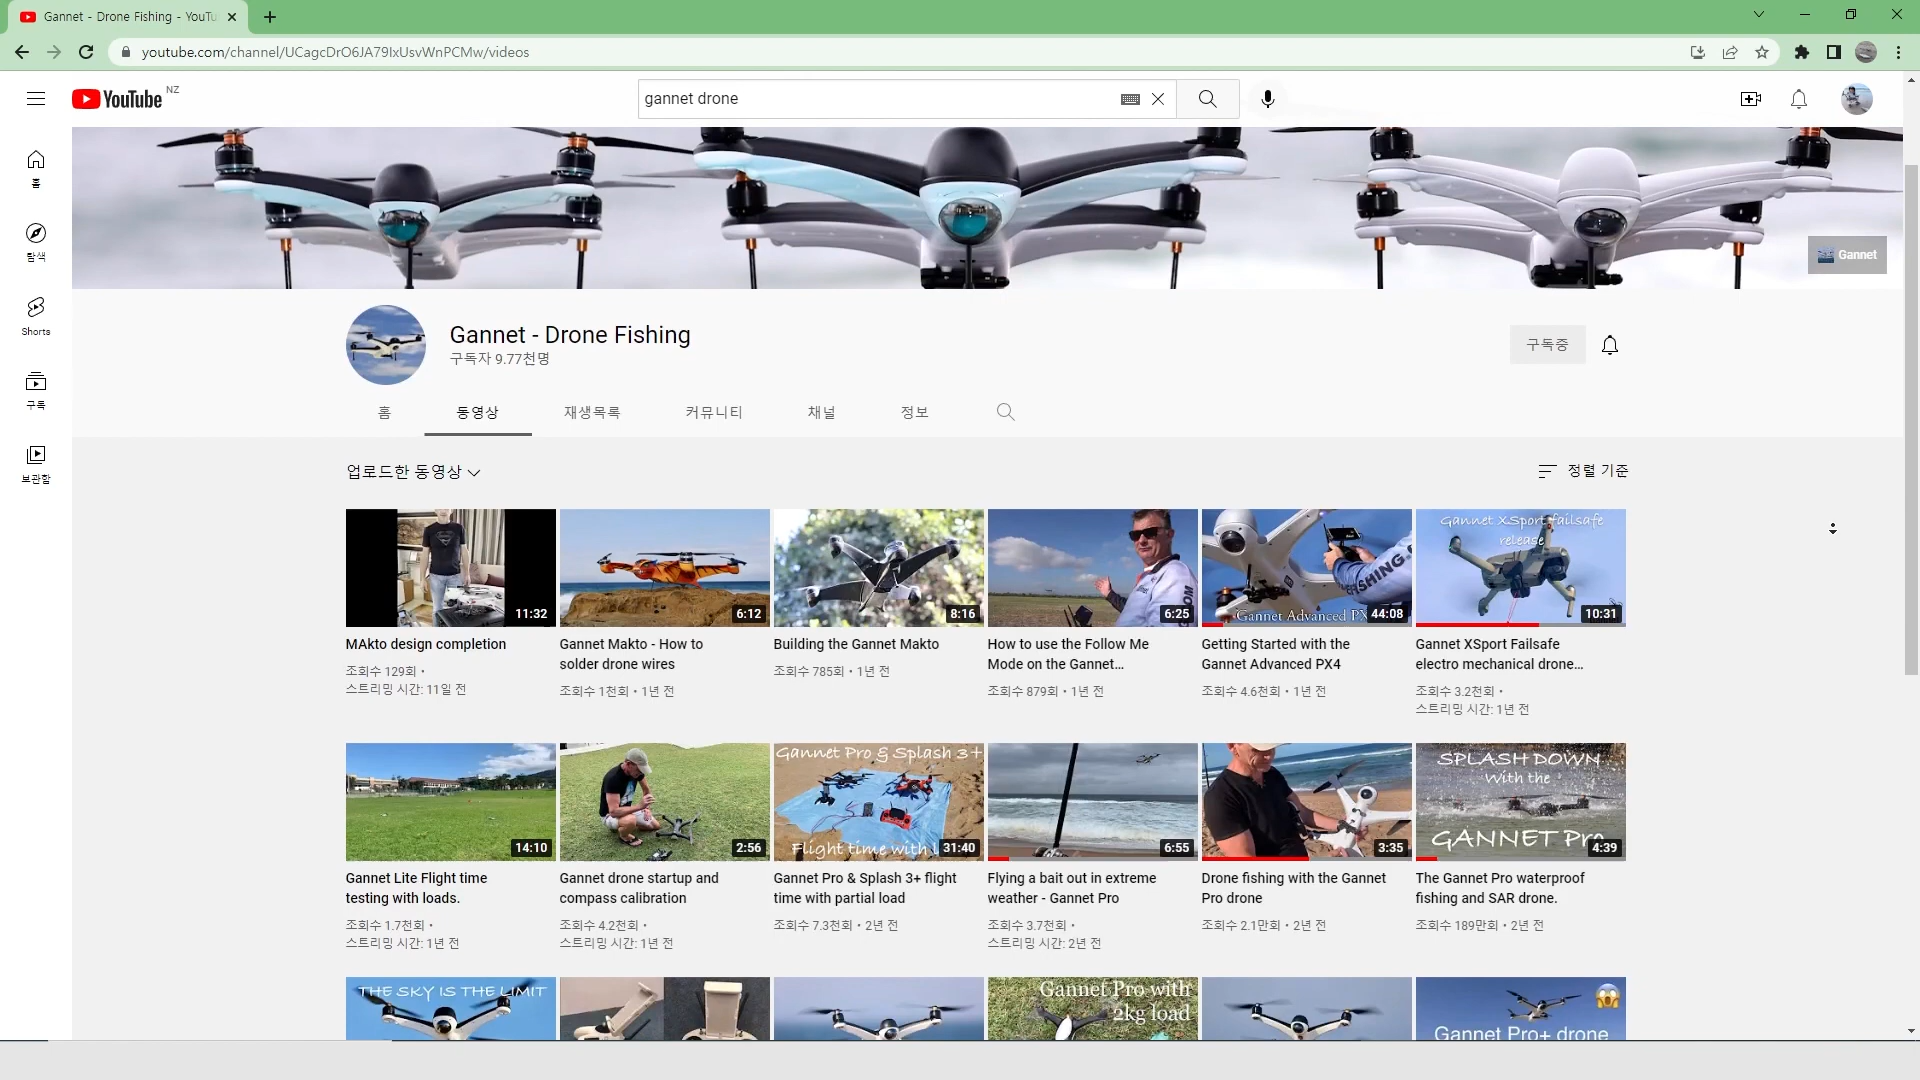 Gannet - Drone Fishing - YouTu
youtube.com/channel/UCagcDrO6JA79IxUsvWnPCMw/videos
YouTube NZ
gannet drone
홈
탐색
Shorts
구독
보관함
Gannet
Gannet - Drone Fishing
구독자 9.77천명
구독중
홈 동영상 재생목록 커뮤니티 채널 정보
업로드한 동영상
정렬 기준
11:32
6:12
8:16
6:25
Gannet Advanced PX
44:08
Gannet XSport failsafe
release
10:31
MAkto design completion
조회수 129회 •
스트리밍 시간: 11일 전
Gannet Makto - How to
solder drone wires
조회수 1천회 • 1년 전
Building the Gannet Makto
조회수 785회 • 1년 전
How to use the Follow Me
Mode on the Gannet...
조회수 879회 • 1년 전
Getting Started with the
Gannet Advanced PX4
조회수 4.6천회 • 1년 전
Gannet XSport Failsafe
electro mechanical drone...
조회수 3.2천회 •
스트리밍 시간: 1년 전
14:10
2:56
Gannet Pro & Splash 3+
Flight time with
31:40
6:55
3:35
SPLASH DOWN
With the
GANNET Pro
4:39
Gannet Lite Flight time
testing with loads.
조회수 1.7천회 •
스트리밍 시간: 1년 전
Gannet drone startup and
compass calibration
조회수 4.2천회 •
스트리밍 시간: 1년 전
Gannet Pro & Splash 3+ flight
time with partial load
조회수 7.3천회 • 2년 전
Flying a bait out in extreme
weather - Gannet Pro
조회수 3.7천회 •
스트리밍 시간: 2년 전
Drone fishing with the Gannet
Pro drone
조회수 2.1만회 • 2년 전
The Gannet Pro waterproof
fishing and SAR drone.
조회수 189만회 • 2년 전
THE SKY IS THE LIMIT
Gannet Pro with
2kg load
Gannet Pro+ drone